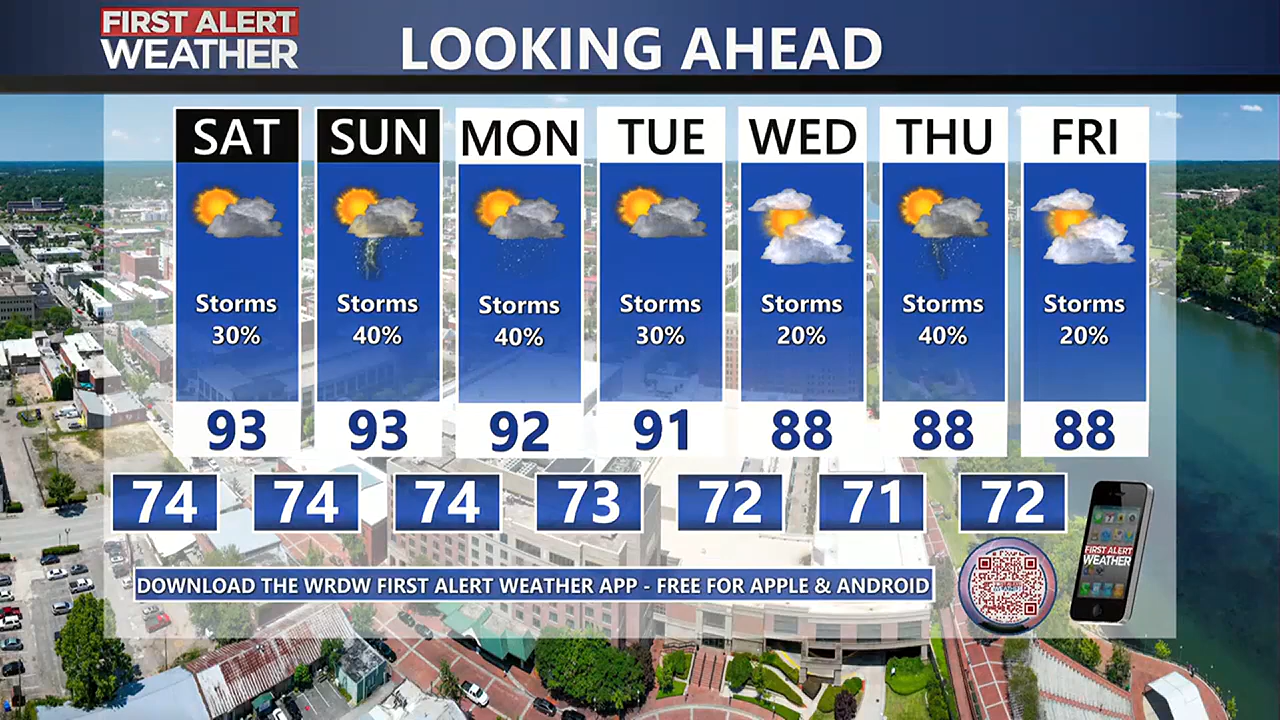 FIRST ALERT
WEATHER
LOOKING AHEAD
SAT SUN MON TUE WED THU FRI
Storms Storms Storms Storms Storms Storms Storms
30% 40% 40% 30% 20% 40% 20%
93 93 92 91 88 88 88
74 74 74 73 72 71 72
FIRST ALERT
WEATHER
DOWNLOAD THE WRDW FIRST ALERT WEATHER APP - FREE FOR APPLE & ANDROID